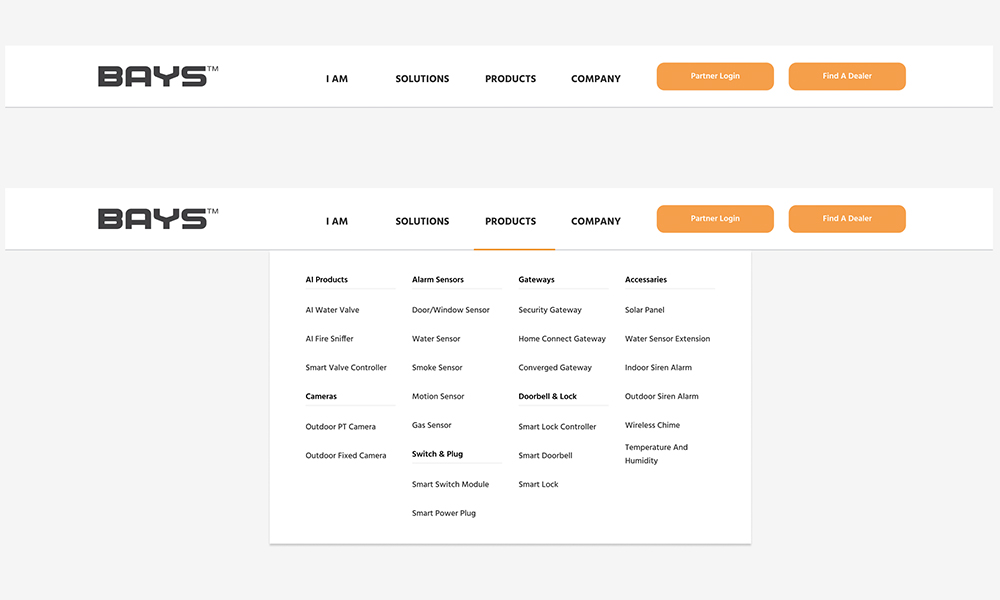 BAYS™ I AM SOLUTIONS PRODUCTS COMPANY Partner Login Find A Dealer
BAYS™ I AM SOLUTIONS PRODUCTS COMPANY Partner Login Find A Dealer
AI Products
AI Water Valve
AI Fire Sniffer
Smart Valve Controller
Cameras
Outdoor PT Camera
Outdoor Fixed Camera
Alarm Sensors
Door/Window Sensor
Water Sensor
Smoke Sensor
Motion Sensor
Gas Sensor
Switch & Plug
Smart Switch Module
Smart Power Plug
Gateways
Security Gateway
Home Connect Gateway
Converged Gateway
Doorbell & Lock
Smart Lock Controller
Smart Doorbell
Smart Lock
Accessaries
Solar Panel
Water Sensor Extension
Indoor Siren Alarm
Outdoor Siren Alarm
Wireless Chime
Temperature And
Humidity